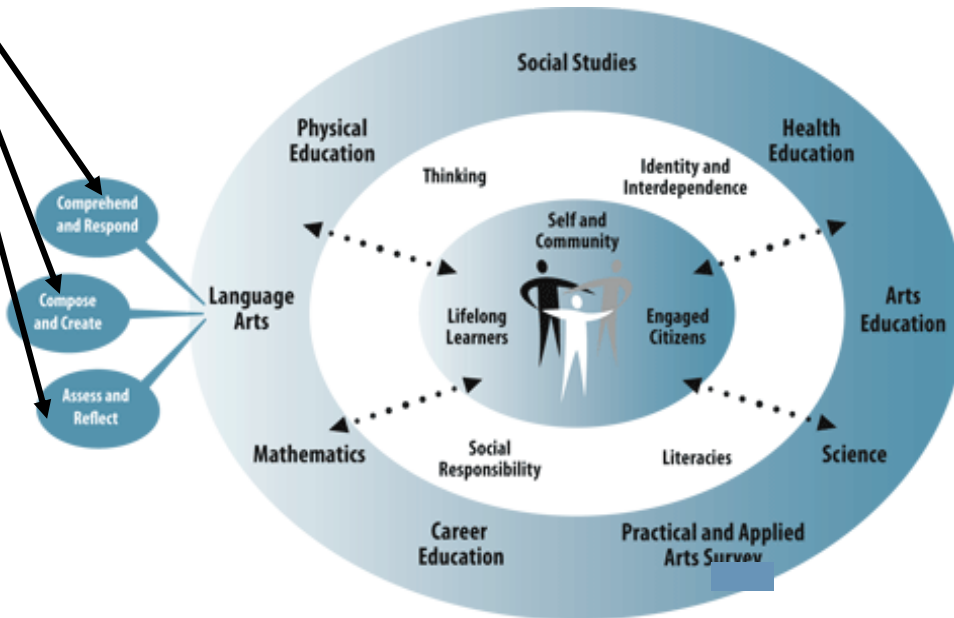 Social Studies
Physical
Education
Health
Education
Thinking
Identity and
Interdependence
Comprehend
and Respond
Self and
Community
Compose
and Create
Language
Arts
Lifelong
Learners
Engaged
Citizens
Arts
Education
Assess and
Reflect
Mathematics
Social
Responsibility
Literacies
Science
Career
Education
Practical and Applied
Arts Survey